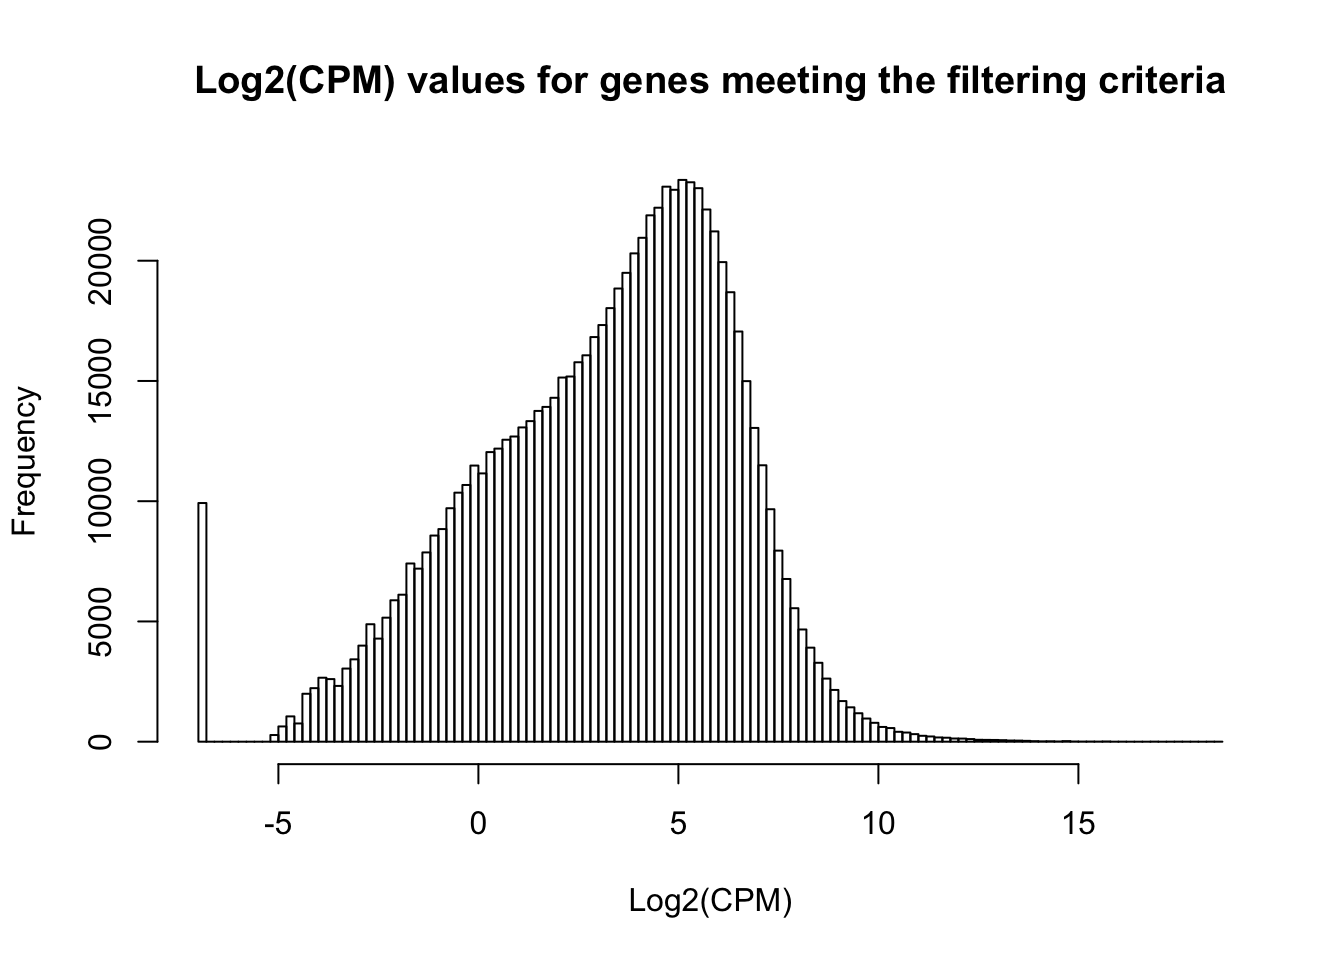 Log2(CPM) values for genes meeting the filtering criteria
Frequency
20000
15000
10000
5000
0
-5 0 5 10 15
Log2(CPM)